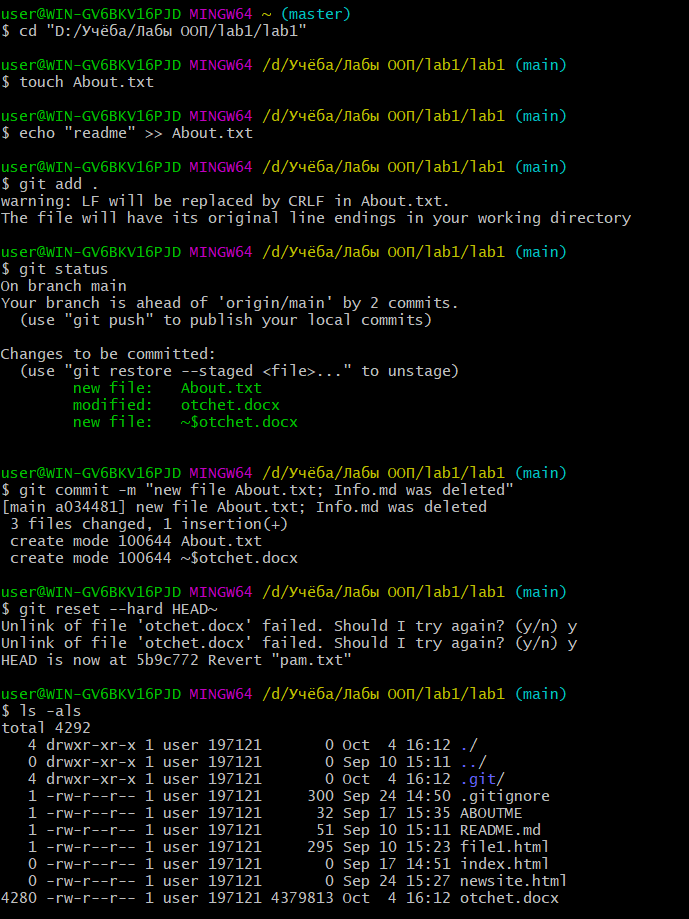 user@WIN-GV6BKV16PJD MINGW64 ~ (master)
$ cd "D:/Учёба/Лабы ООП/lab1/lab1"

user@WIN-GV6BKV16PJD MINGW64 /d/Учёба/Лабы ООП/lab1/lab1 (main)
$ touch About.txt

user@WIN-GV6BKV16PJD MINGW64 /d/Учёба/Лабы ООП/lab1/lab1 (main)
$ echo "readme" >> About.txt

user@WIN-GV6BKV16PJD MINGW64 /d/Учёба/Лабы ООП/lab1/lab1 (main)
$ git add .
warning: LF will be replaced by CRLF in About.txt.
The file will have its original line endings in your working directory

user@WIN-GV6BKV16PJD MINGW64 /d/Учёба/Лабы ООП/lab1/lab1 (main)
$ git status
On branch main
Your branch is ahead of 'origin/main' by 2 commits.
  (use "git push" to publish your local commits)

Changes to be committed:
  (use "git restore --staged <file>..." to unstage)
        new file:   About.txt
        modified:   otchet.docx
        new file:   ~$otchet.docx


user@WIN-GV6BKV16PJD MINGW64 /d/Учёба/Лабы ООП/lab1/lab1 (main)
$ git commit -m "new file About.txt; Info.md was deleted"
[main a034481] new file About.txt; Info.md was deleted
 3 files changed, 1 insertion(+)
 create mode 100644 About.txt
 create mode 100644 ~$otchet.docx

user@WIN-GV6BKV16PJD MINGW64 /d/Учёба/Лабы ООП/lab1/lab1 (main)
$ git reset --hard HEAD~
Unlink of file 'otchet.docx' failed. Should I try again? (y/n) y
Unlink of file 'otchet.docx' failed. Should I try again? (y/n) y
HEAD is now at 5b9c772 Revert "pam.txt"

user@WIN-GV6BKV16PJD MINGW64 /d/Учёба/Лабы ООП/lab1/lab1 (main)
$ ls -als
total 4292
   4 drwxr-xr-x 1 user 197121       0 Oct  4 16:12 ./
   0 drwxr-xr-x 1 user 197121       0 Sep 10 15:11 ../
   4 drwxr-xr-x 1 user 197121       0 Oct  4 16:12 .git/
   1 -rw-r--r-- 1 user 197121     300 Sep 24 14:50 .gitignore
   1 -rw-r--r-- 1 user 197121      32 Sep 17 15:35 ABOUTME
   1 -rw-r--r-- 1 user 197121      51 Sep 10 15:11 README.md
   1 -rw-r--r-- 1 user 197121     295 Sep 10 15:23 file1.html
   0 -rw-r--r-- 1 user 197121       0 Sep 17 14:51 index.html
   0 -rw-r--r-- 1 user 197121       0 Sep 24 15:27 newsite.html
4280 -rw-r--r-- 1 user 197121 4379813 Oct  4 16:12 otchet.docx